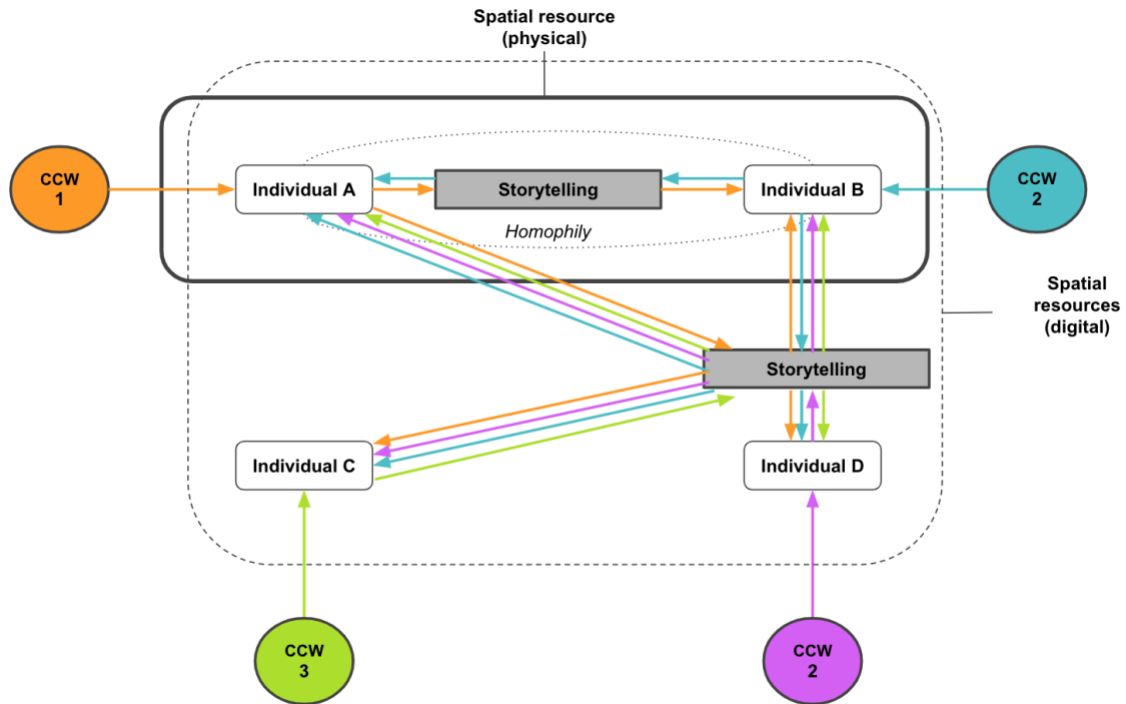 Spatial resource
(physical)
CCW
1
Individual A
Storytelling
Individual B
CCW
2
Homophily
Spatial
resources
(digital)
Storytelling
Individual C
Individual D
CCW
3
CCW
2